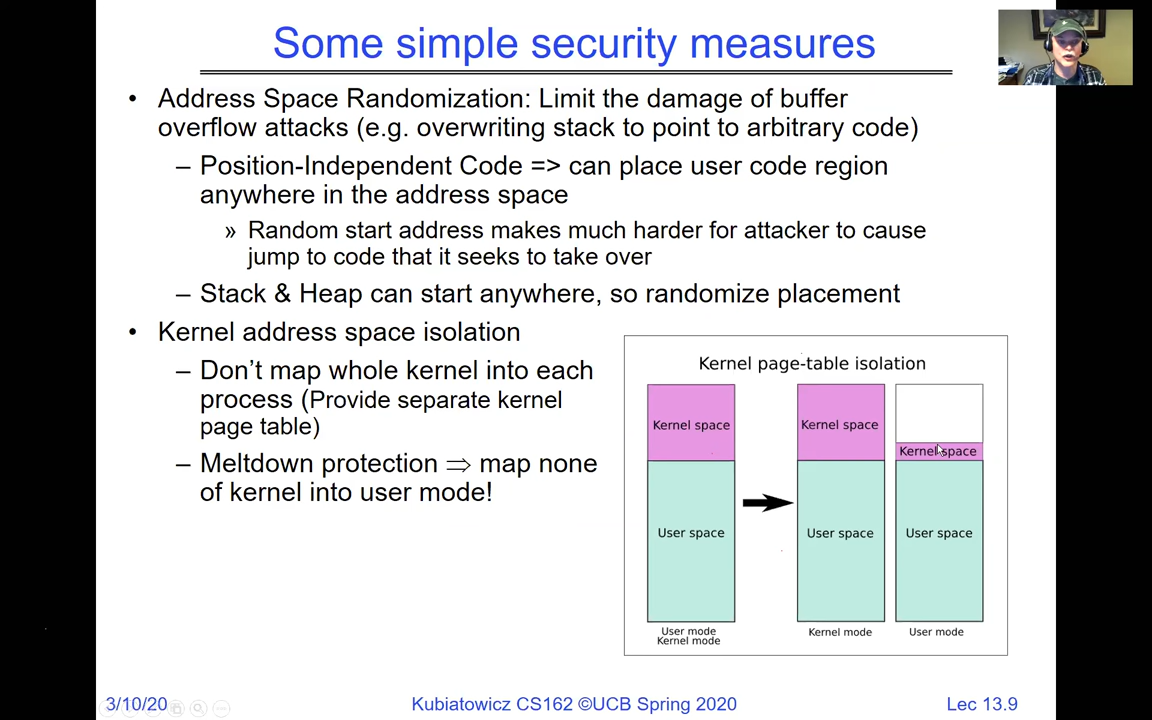 Some simple security measures
• Address Space Randomization: Limit the damage of buffer
overflow attacks (e.g. overwriting stack to point to arbitrary code)
– Position-Independent Code => can place user code region
anywhere in the address space
» Random start address makes much harder for attacker to cause
jump to code that it seeks to take over
– Stack & Heap can start anywhere, so randomize placement
• Kernel address space isolation
– Don't map whole kernel into each
process (Provide separate kernel
page table)
– Meltdown protection ⇒ map none
of kernel into user mode!
Kernel page-table isolation
Kernel space
Kernel space
Kernel space
User space
User space
User space
User mode
Kernel mode
Kernel mode
User mode
3/10/20
Kubiatowicz CS162 ©UCB Spring 2020
Lec 13.9